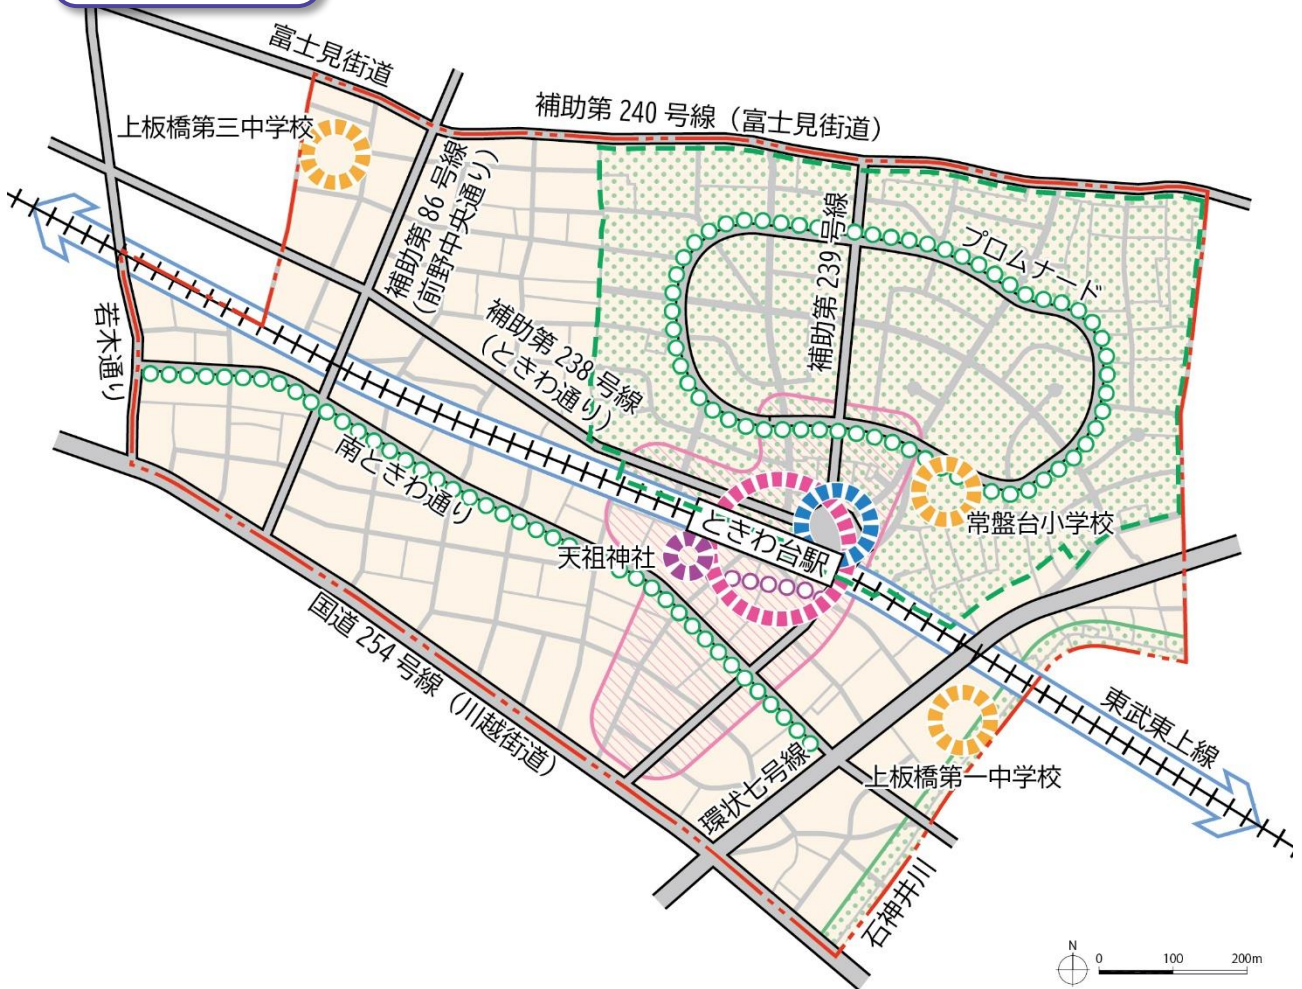 富士見街道
補助第 240 号線（富士見街道）
上板橋第三中学校
補助第 86 号線
（前野中央通り）
補助第 239 号線
プロムナード
若木通り
補助第 238 号線
（ときわ通り）
南ときわ通り
常盤台小学校
ときわ台駅
天祖神社
国道 254 号線（川越街道）
東武東上線
環状七号線
上板橋第一中学校
石神井川
N
0 100 200m